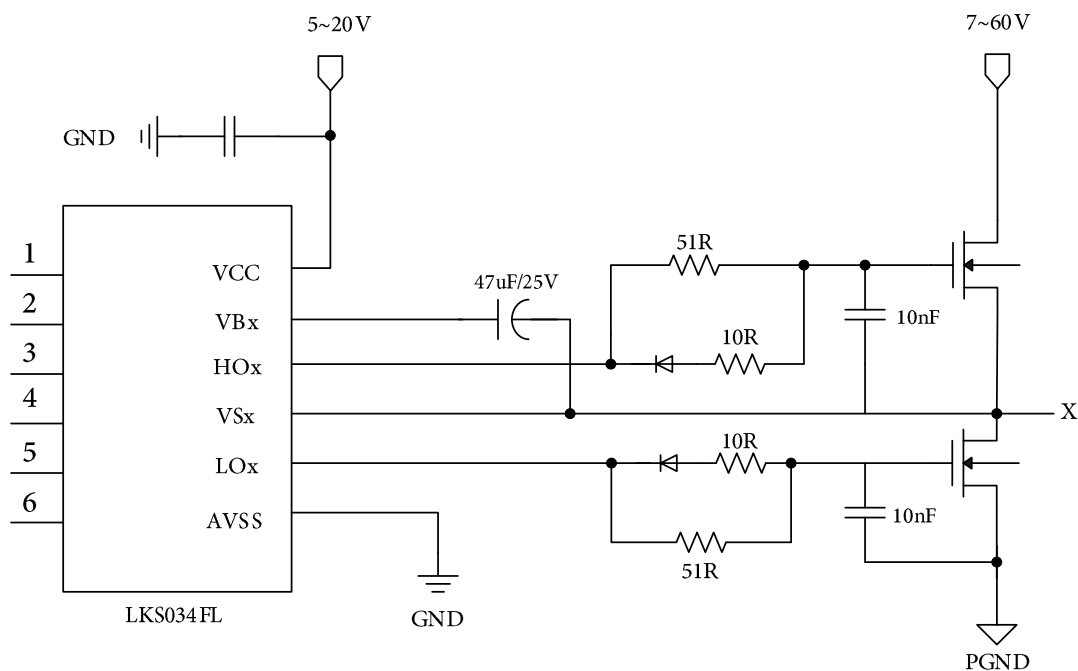 5~20V
7~60V
GND
1
2
3
4
5
6
VCC
VBx
HOx
VSx
LOx
AVSS
LKS034FL
47uF/25V
51R
10R
10nF
X
10R
51R
10nF
GND
PGND